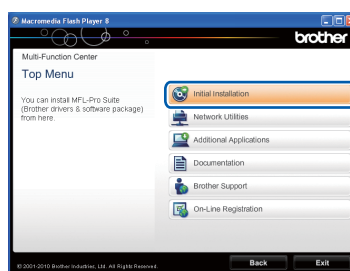 Macromedia Flash Player 8
brother
Multi-Function Center
Top Menu
You can install MFL-Pro Suite
(Brother drivers & software package)
from here.
Initial Installation
Network Utilities
Additional Applications
Documentation
Brother Support
On-Line Registration
© 2001-2010 Brother Industries, Ltd. All Rights Reserved.
Back
Exit